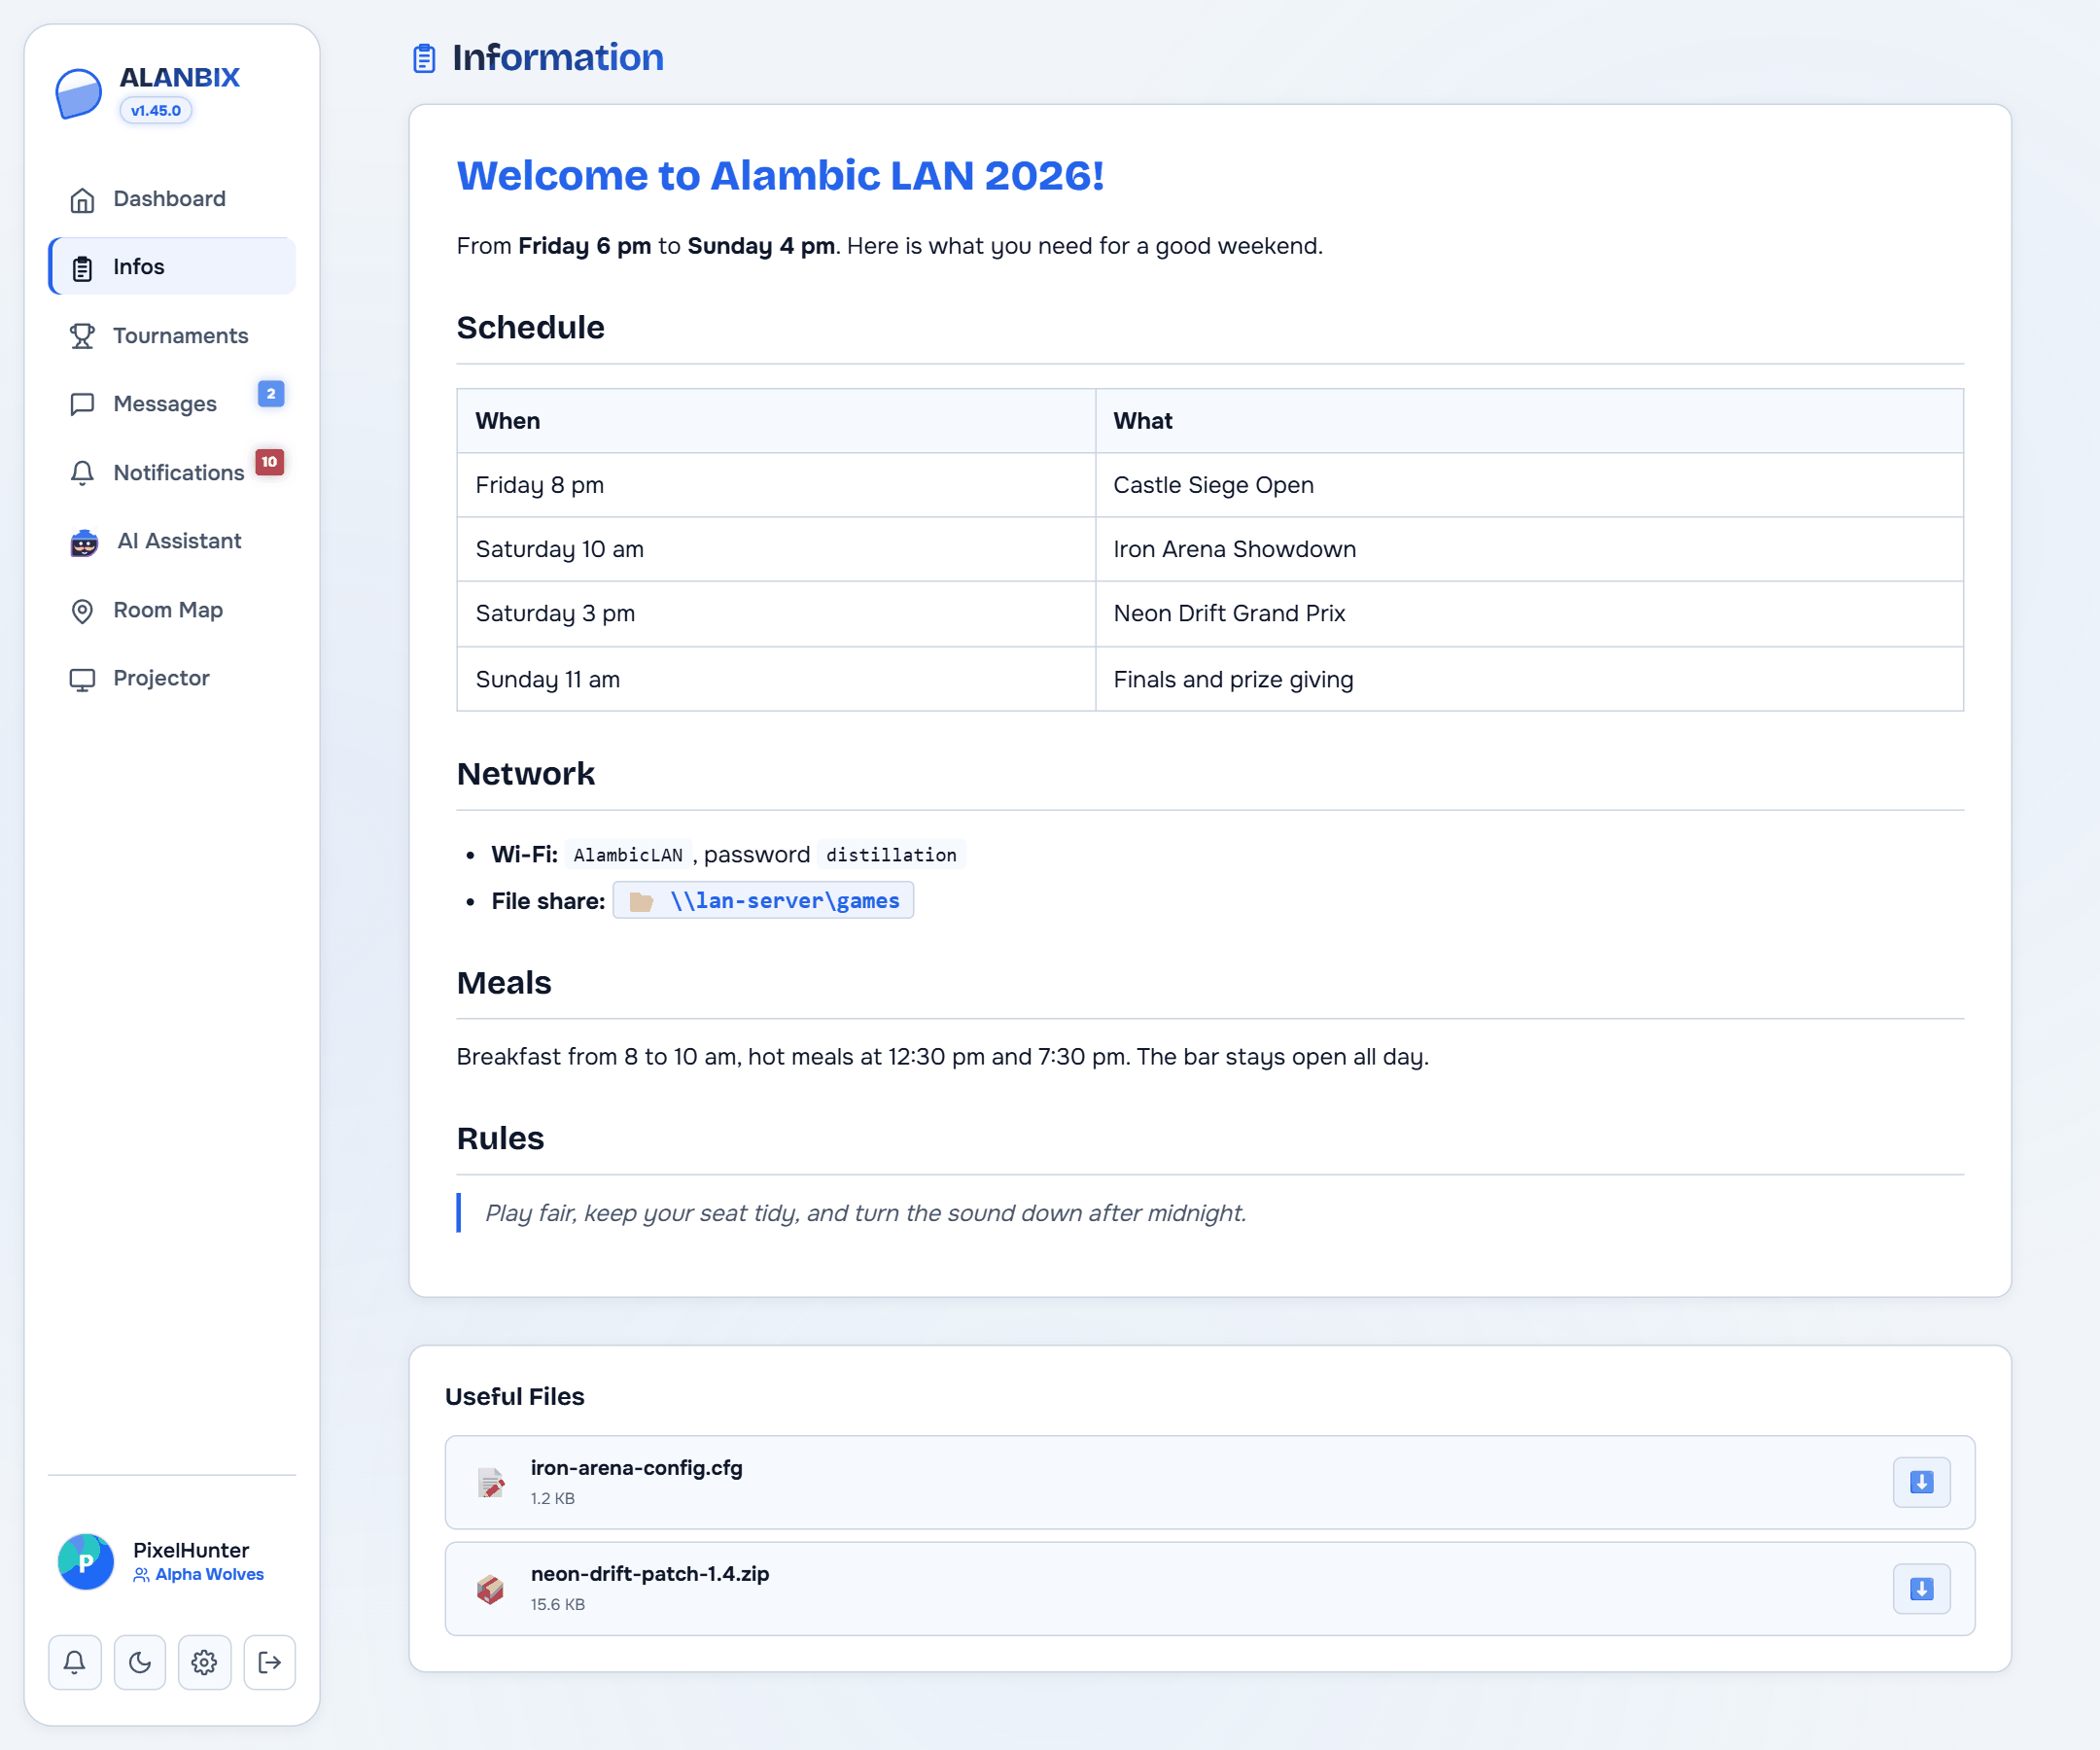 ALANBIX
v1.45.0
Dashboard
Infos
Tournaments
Messages
2
Notifications
10
AI Assistant
Room Map
Projector
P
PixelHunter
Alpha Wolves
Information
Welcome to Alambic LAN 2026!
From Friday 6 pm to Sunday 4 pm. Here is what you need for a good weekend.
Schedule
When What
Friday 8 pm Castle Siege Open
Saturday 10 am Iron Arena Showdown
Saturday 3 pm Neon Drift Grand Prix
Sunday 11 am Finals and prize giving
Network
• Wi-Fi: AlambicLAN, password distillation
• File share: \\lan-server\games
Meals
Breakfast from 8 to 10 am, hot meals at 12:30 pm and 7:30 pm. The bar stays open all day.
Rules
Play fair, keep your seat tidy, and turn the sound down after midnight.
Useful Files
iron-arena-config.cfg
1.2 KB
neon-drift-patch-1.4.zip
15.6 KB